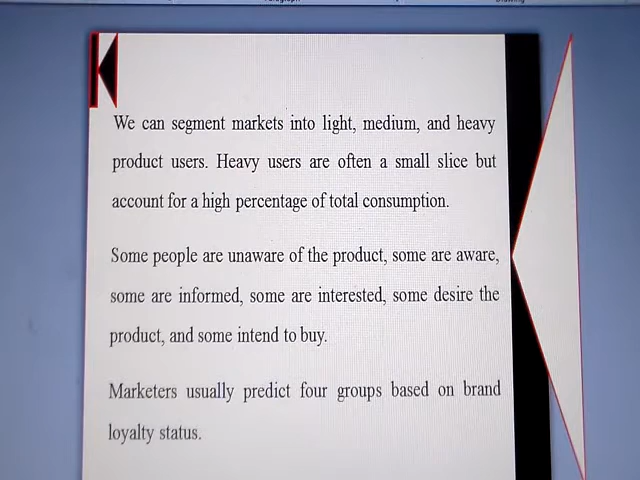 We can segment markets into light, medium, and heavy
product users. Heavy users are often a small slice but
account for a high percentage of total consumption.
Some people are unaware of the product, some are aware,
some are informed, some are interested, some desire the
product, and some intend to buy.
Marketers usually predict four groups based on brand
loyalty status.